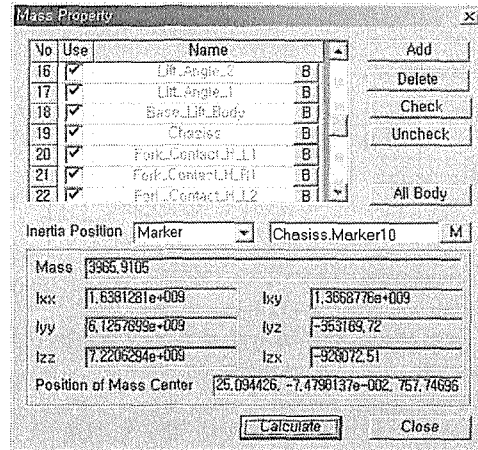 Mass Property
No Use Name
16 Lift_Angle_2 B
17 Lift_Angle_1 B
18 Base_Lift_Body B
19 Chasiss B
20 Fork_Contact_H_L1 B
21 Fork_Contact_H_R1 B
22 Fork_Contact_H_L2 B
Add
Delete
Check
Uncheck
All Body
Inertia Position Marker Chasiss.Marker10 M
Mass 3965,9105
Ixx 1,6381281e+009 Ixy 1,3668776e+009
Iyy 6,1257699e+009 Iyz -353169,72
Izz 7,2206294e+009 Izx -928072,51
Position of Mass Center 25,094426, -7,4798137e-002, 757,74696
Calculate Close